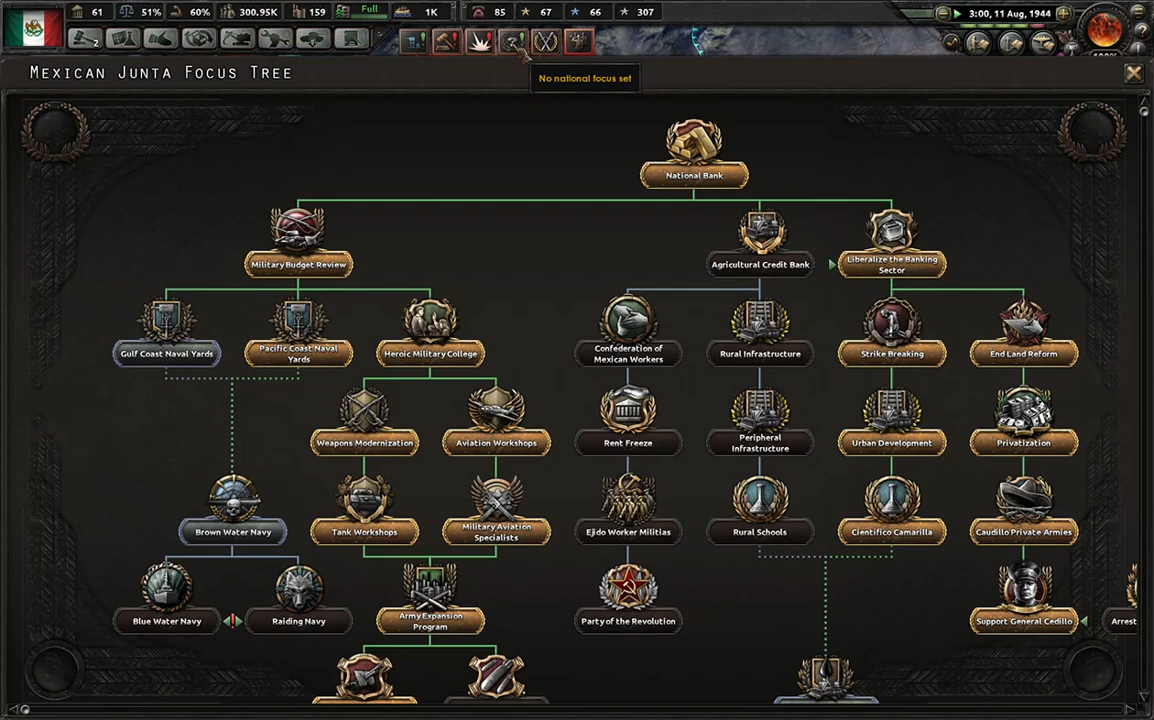 61
51%
60%
300.95K
159
Full
1K
85
67
66
307
3:00, 11 Aug, 1944
2
Mexican Junta Focus Tree
No national focus set
National Bank
Military Budget Review
Agricultural Credit Bank
Liberalize the Banking
Sector
Gulf Coast Naval Yards
Pacific Coast Naval
Yards
Heroic Military College
Confederation of
Mexican Workers
Rural Infrastructure
Strike Breaking
End Land Reform
Weapons Modernization
Aviation Workshops
Rent Freeze
Peripheral
Infrastructure
Urban Development
Privatization
Brown Water Navy
Tank Workshops
Military Aviation
Specialists
Ejido Worker Militias
Rural Schools
Cientifico Camarilla
Caudillo Private Armies
Blue Water Navy
Raiding Navy
Army Expansion
Program
Party of the Revolution
Support General Cedillo
Arrest